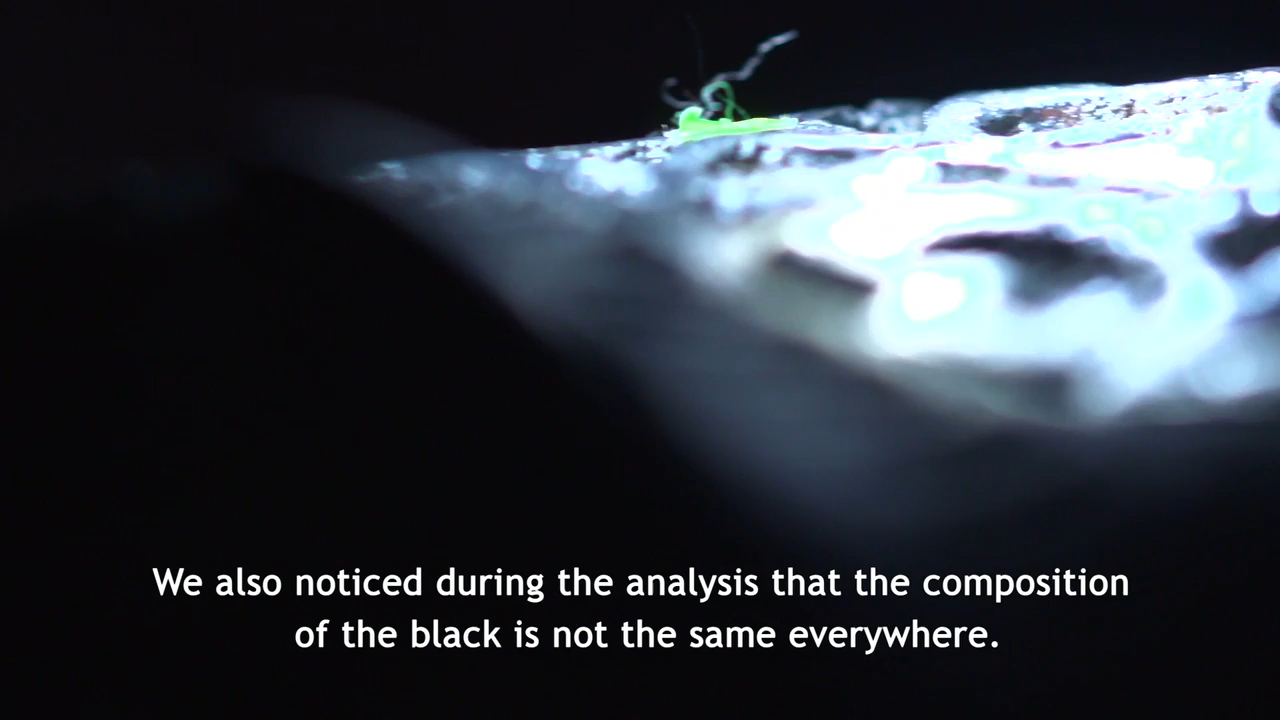 We also noticed during the analysis that the composition
of the black is not the same everywhere.